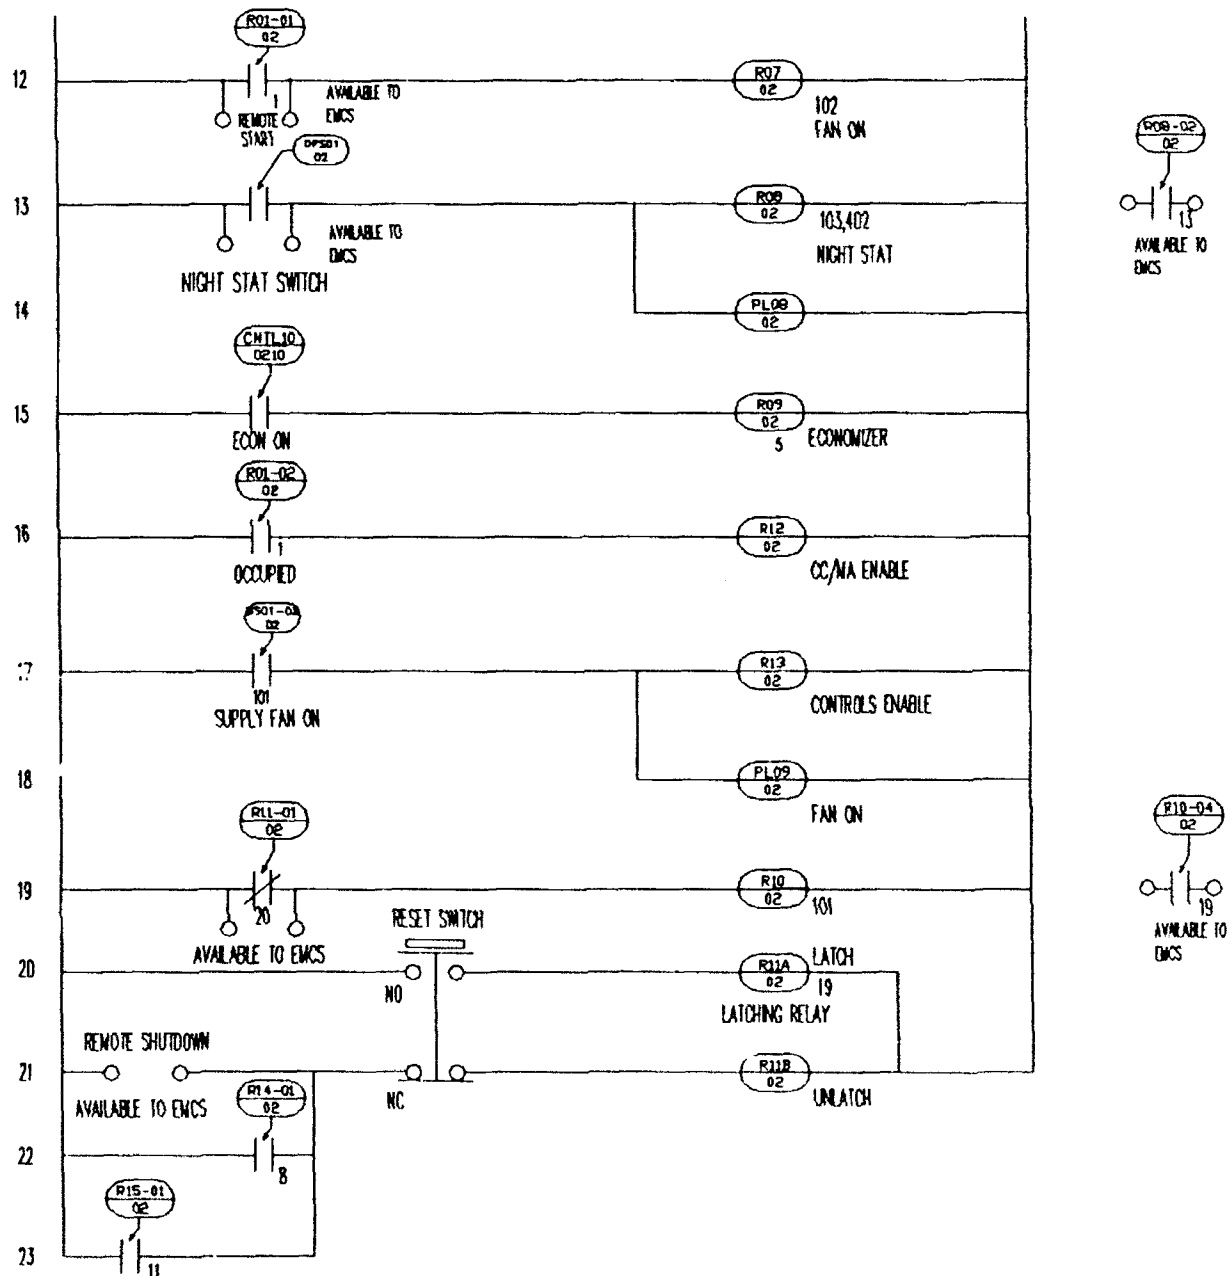 R01-01
02
12
1
REMOTE
START
AVAILABLE TO
EMCS
R07
02
102
FAN ON
02
13
AVAILABLE TO
EMCS
NIGHT STAT SWITCH
R08
02
103,402
NIGHT STAT
R08-02
02
13
AVAILABLE TO
EMCS
14
PL08
02
CNTL10
0210
15
ECON ON
R09
02
5
ECONOMIZER
R01-02
02
16
1
OCCUPIED
R12
02
CC/MA ENABLE
02
101
SUPPLY FAN ON
R13
02
CONTROLS ENABLE
18
PL09
02
FAN ON
R11-01
02
19
20
AVAILABLE TO EMCS
R10
02
101
R10-04
02
19
AVAILABLE TO
EMCS
RESET SWITCH
20
NO
R11A
02
LATCH
19
LATCHING RELAY
REMOTE SHUTDOWN
21
AVAILABLE TO EMCS
NC
R11B
02
UNLATCH
R14-01
02
22
8
R15-01
02
23
11